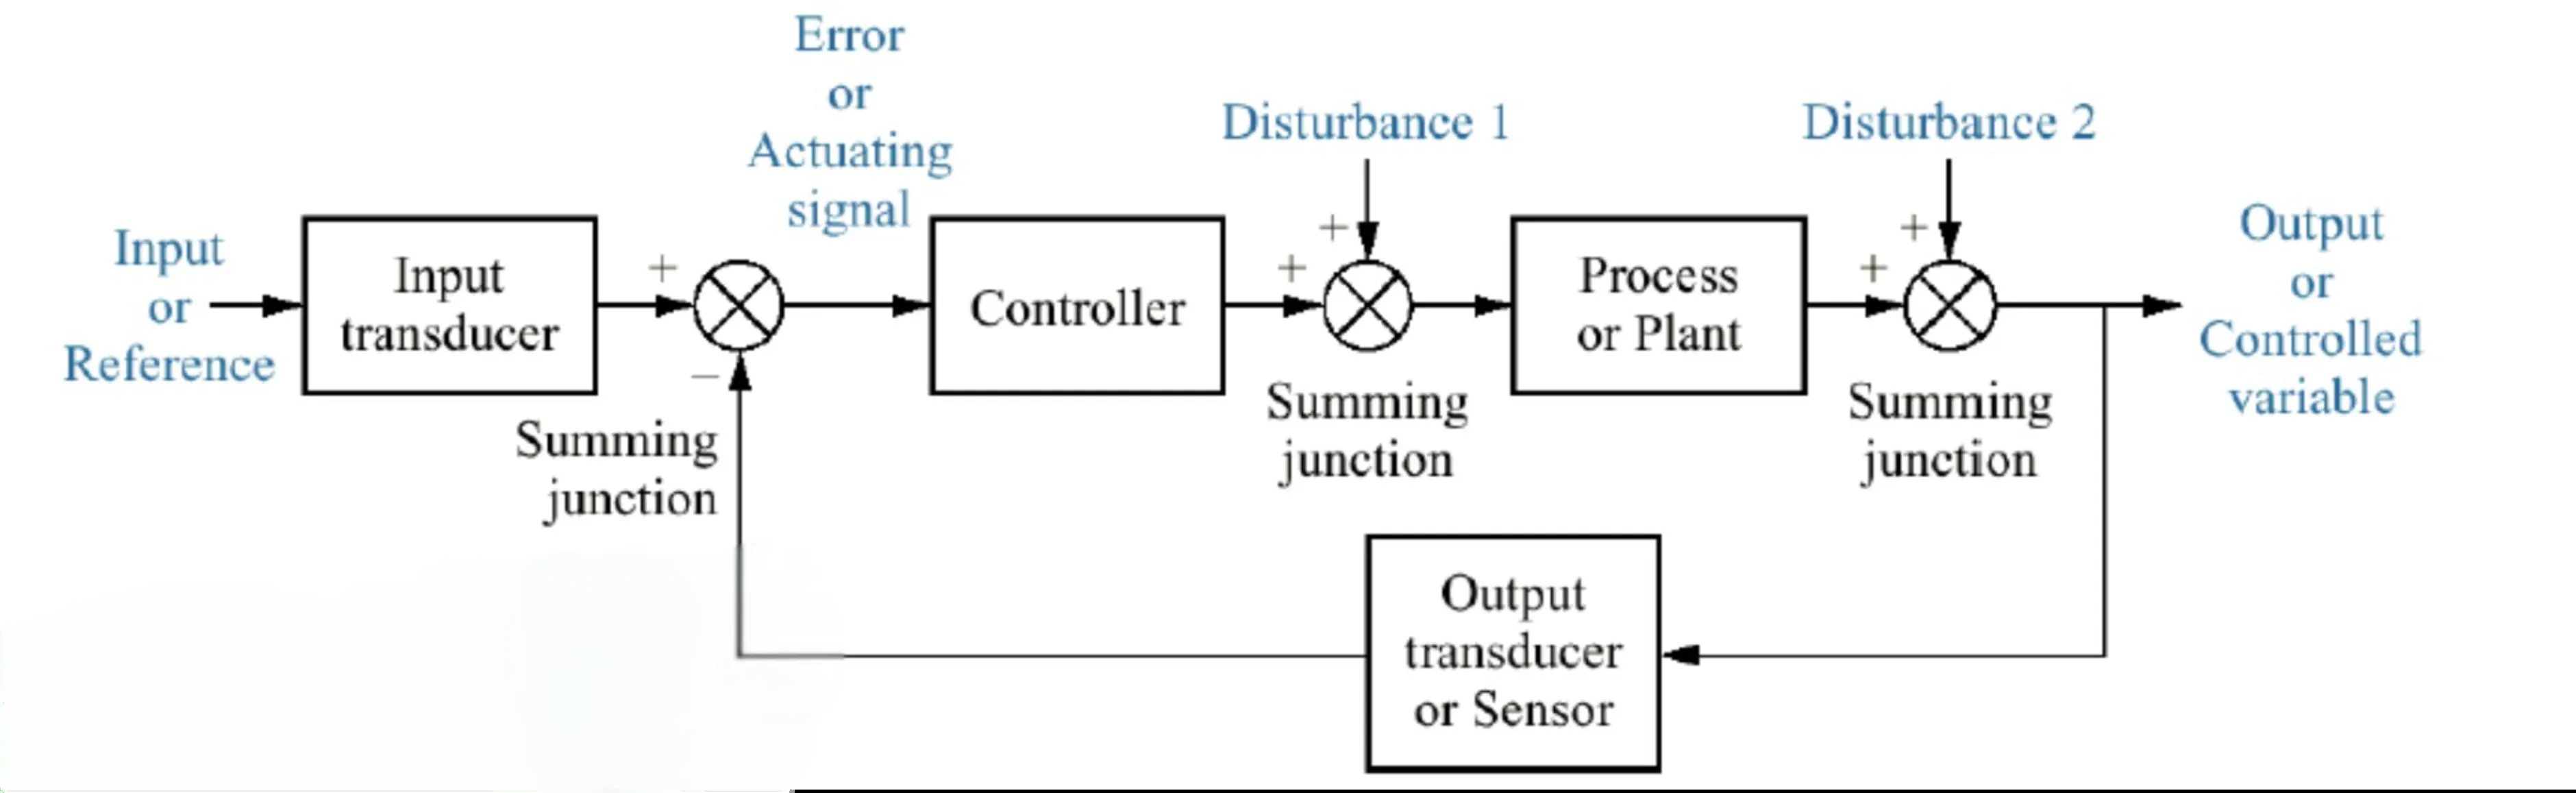 Error
or
Actuating
signal
Disturbance 1
Disturbance 2
Input
or
Reference
Input
transducer
+
−
Summing
junction
Controller
+
+
Summing
junction
Process
or Plant
+
+
Summing
junction
Output
or
Controlled
variable
Output
transducer
or Sensor